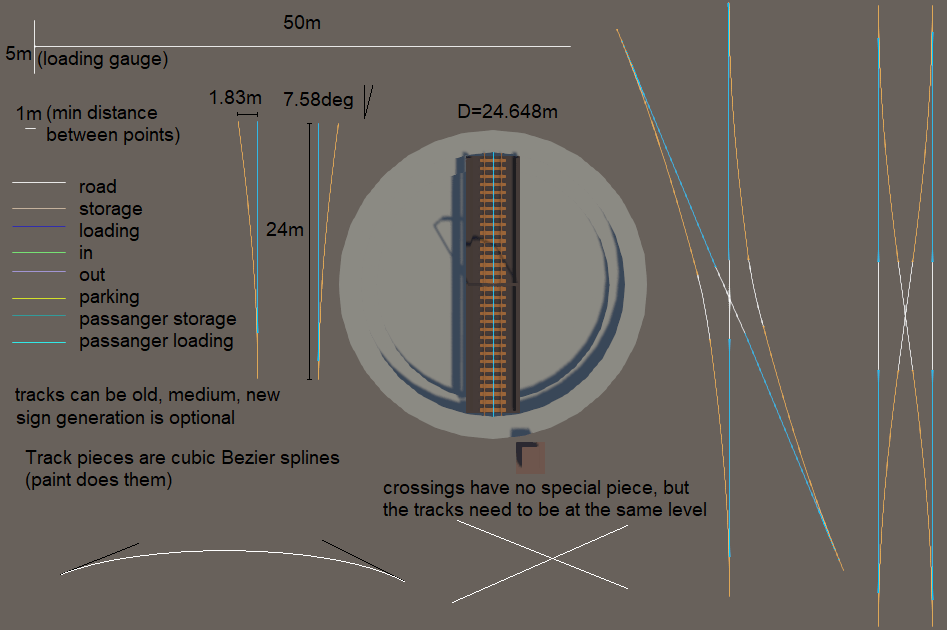 50m
5m (loading gauge)
1m (min distance
between points)
1.83m
7.58deg
D=24.648m
road
storage
loading
in
out
parking
passanger storage
passanger loading
24m
tracks can be old, medium, new
sign generation is optional
Track pieces are cubic Bezier splines
(paint does them)
crossings have no special piece, but
the tracks need to be at the same level